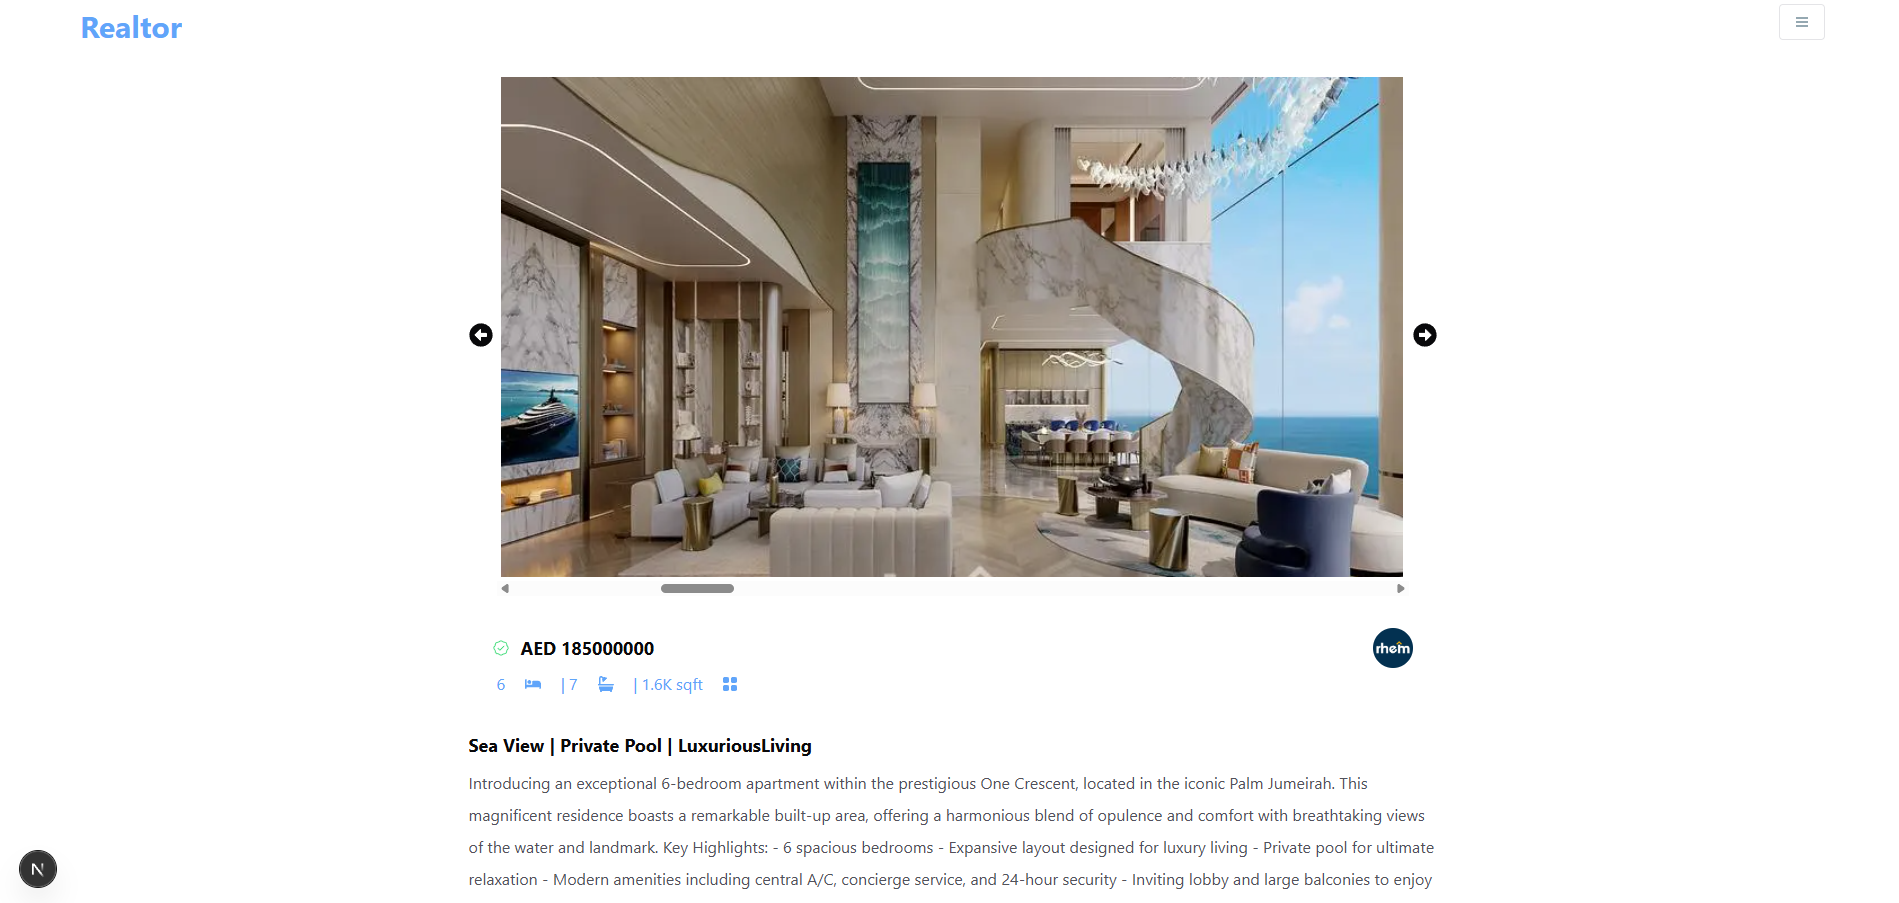 Realtor
AED 185000000
rheim
6 | 7 | 1.6K sqft
Sea View | Private Pool | LuxuriousLiving
Introducing an exceptional 6-bedroom apartment within the prestigious One Crescent, located in the iconic Palm Jumeirah. This
magnificent residence boasts a remarkable built-up area, offering a harmonious blend of opulence and comfort with breathtaking views
of the water and landmark. Key Highlights: - 6 spacious bedrooms - Expansive layout designed for luxury living - Private pool for ultimate
relaxation - Modern amenities including central A/C, concierge service, and 24-hour security - Inviting lobby and large balconies to enjoy
N